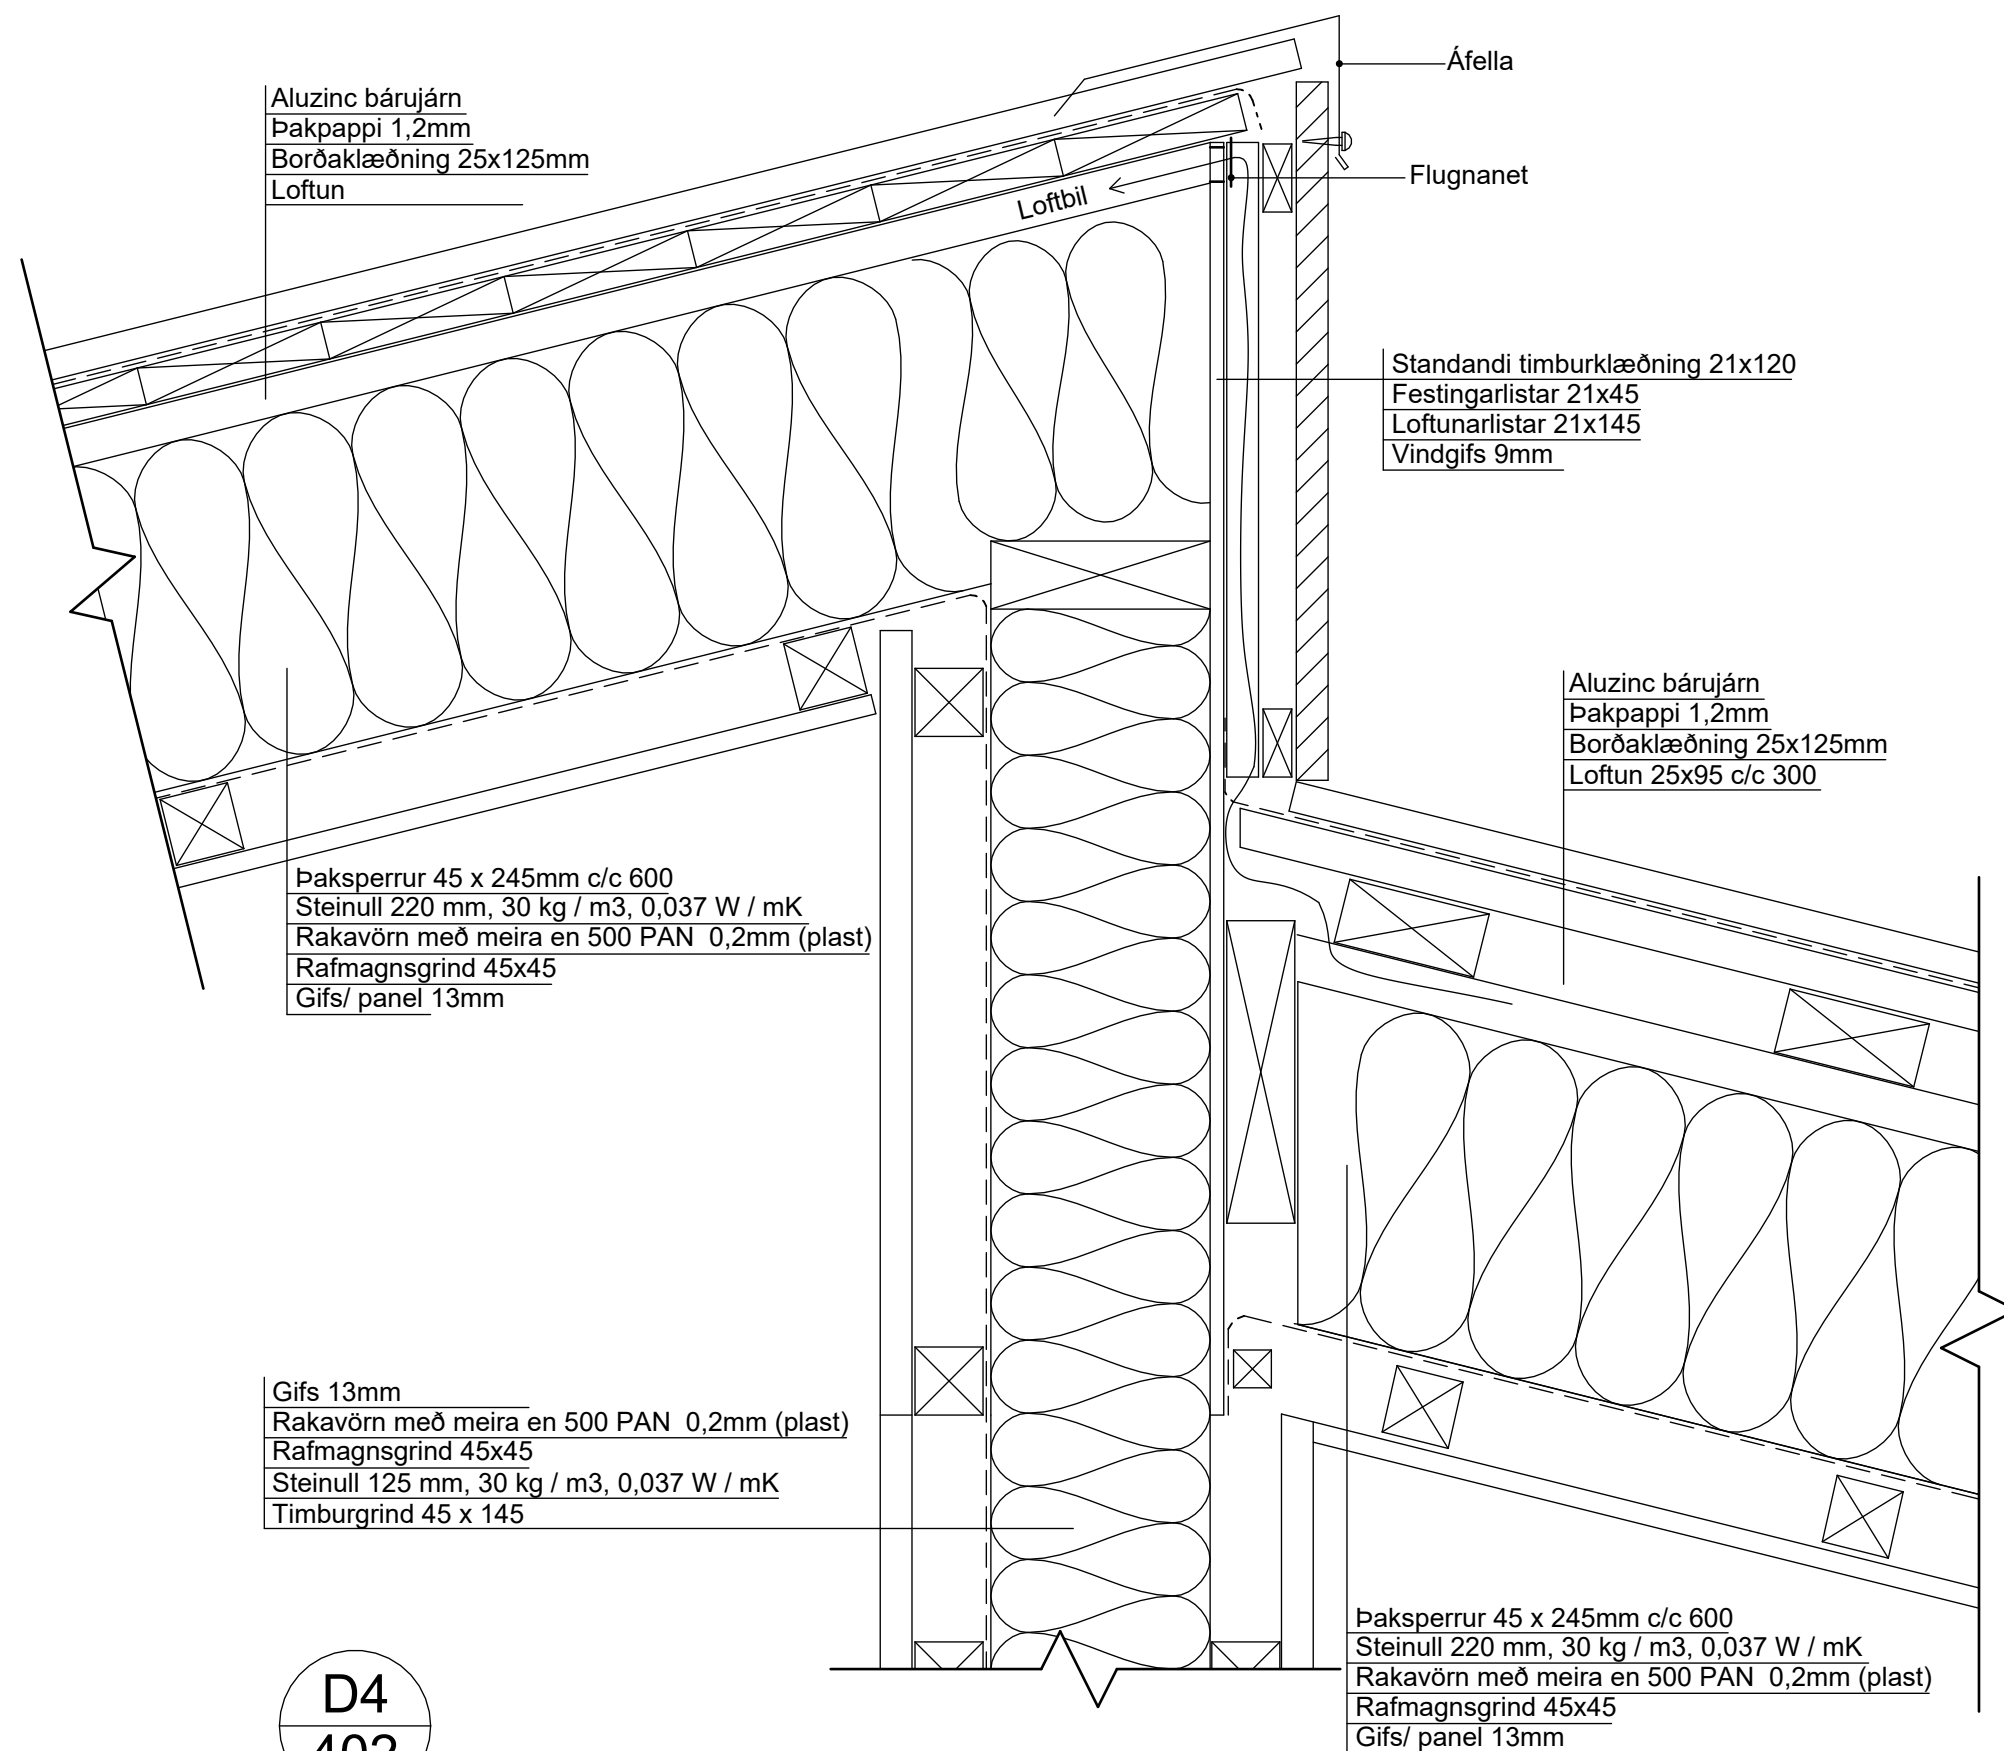 Áfella
Aluzinc bárujárn
Þakpappi 1,2mm
Borðaklæðning 25x125mm
Loftun
Flugnanet
Loftbil
Standandi timburklæðning 21x120
Festingarlistar 21x45
Loftunarlistar 21x145
Vindgifs 9mm
Aluzinc bárujárn
Þakpappi 1,2mm
Borðaklæðning 25x125mm
Loftun 25x95 c/c 300
Þaksperrur 45 x 245mm c/c 600
Steinull 220 mm, 30 kg / m3, 0,037 W / mK
Rakavörn með meira en 500 PAN 0,2mm (plast)
Rafmagnsgrind 45x45
Gifs/ panel 13mm
Gifs 13mm
Rakavörn með meira en 500 PAN 0,2mm (plast)
Rafmagnsgrind 45x45
Steinull 125 mm, 30 kg / m3, 0,037 W / mK
Timburgrind 45 x 145
Þaksperrur 45 x 245mm c/c 600
Steinull 220 mm, 30 kg / m3, 0,037 W / mK
Rakavörn með meira en 500 PAN 0,2mm (plast)
Rafmagnsgrind 45x45
Gifs/ panel 13mm
D4
402